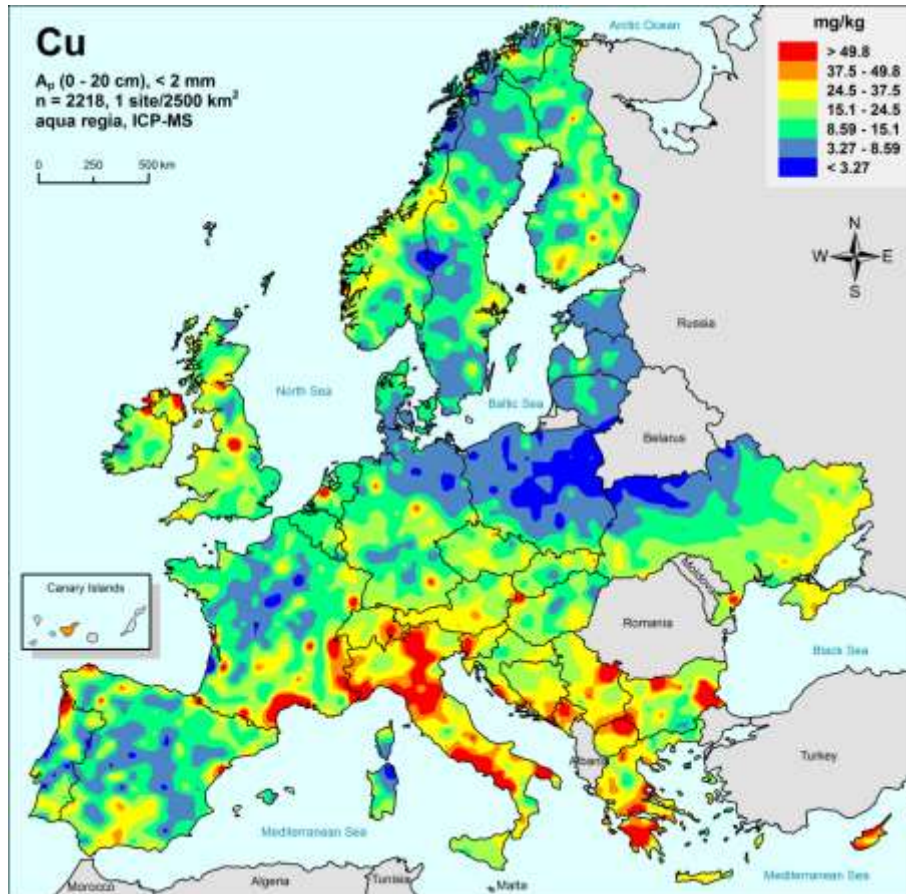 Cu
Aₚ (0 - 20 cm), < 2 mm
n = 2218, 1 site/2500 km²
aqua regia, ICP-MS
0 250 500 km
Arctic Ocean
mg/kg
> 49.8
37.5 - 49.8
24.5 - 37.5
15.1 - 24.5
8.59 - 15.1
3.27 - 8.59
< 3.27
N
W E
S
Russia
North Sea
Baltic Sea
Belarus
Canary Islands
Moldova
Romania
Black Sea
Albania
Turkey
Mediterranean Sea
Mediterranean Sea
Morocco
Algeria
Tunisia
Malta